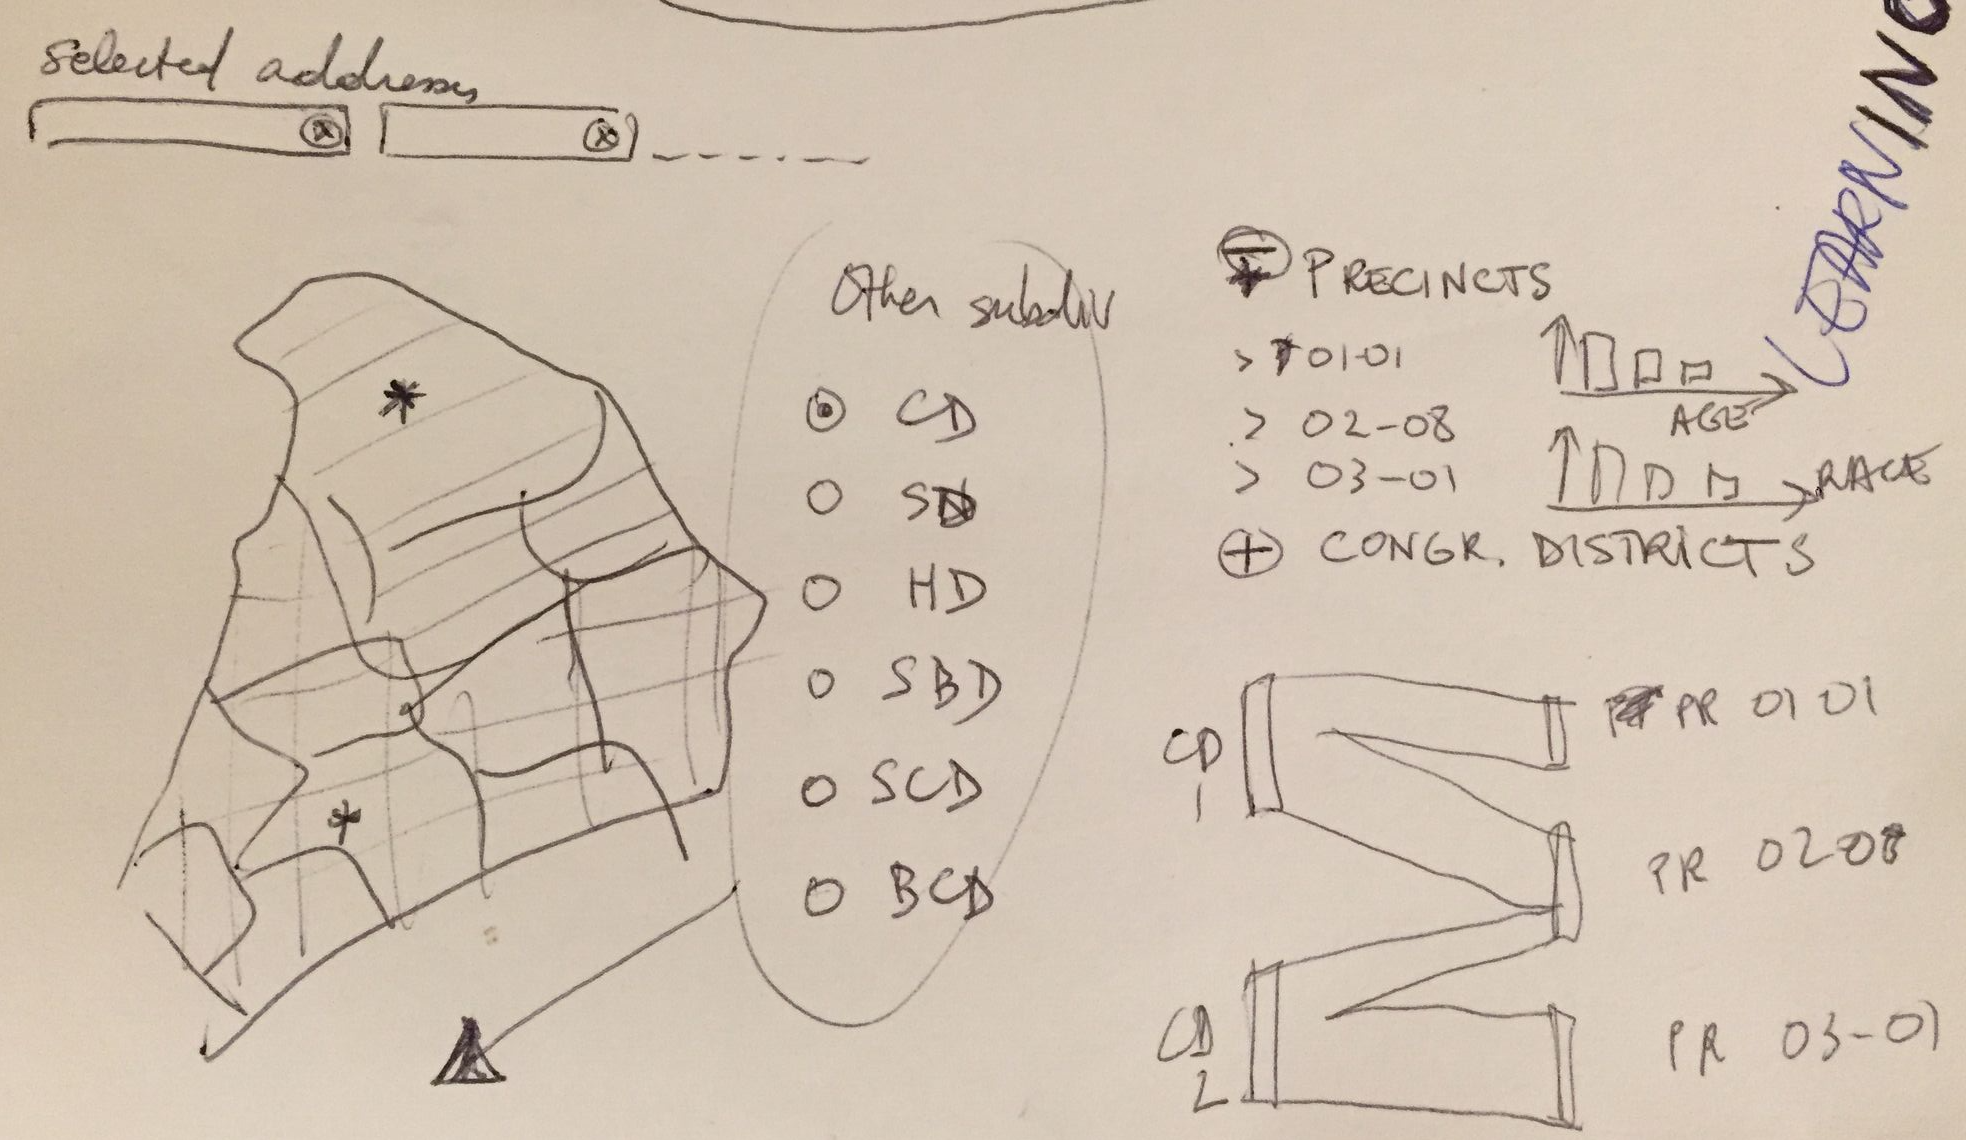 selected addresses
LEARNING
Other subdiv
CD
SD
HD
SBD
SCD
BCD
* PRECINCTS
> 01-01
> 02-08
> 03-01
AGE
RACE
+ CONGR. DISTRICTS
CD
1
PR 01 01
PR 02-08
CD
2
PR 03-01